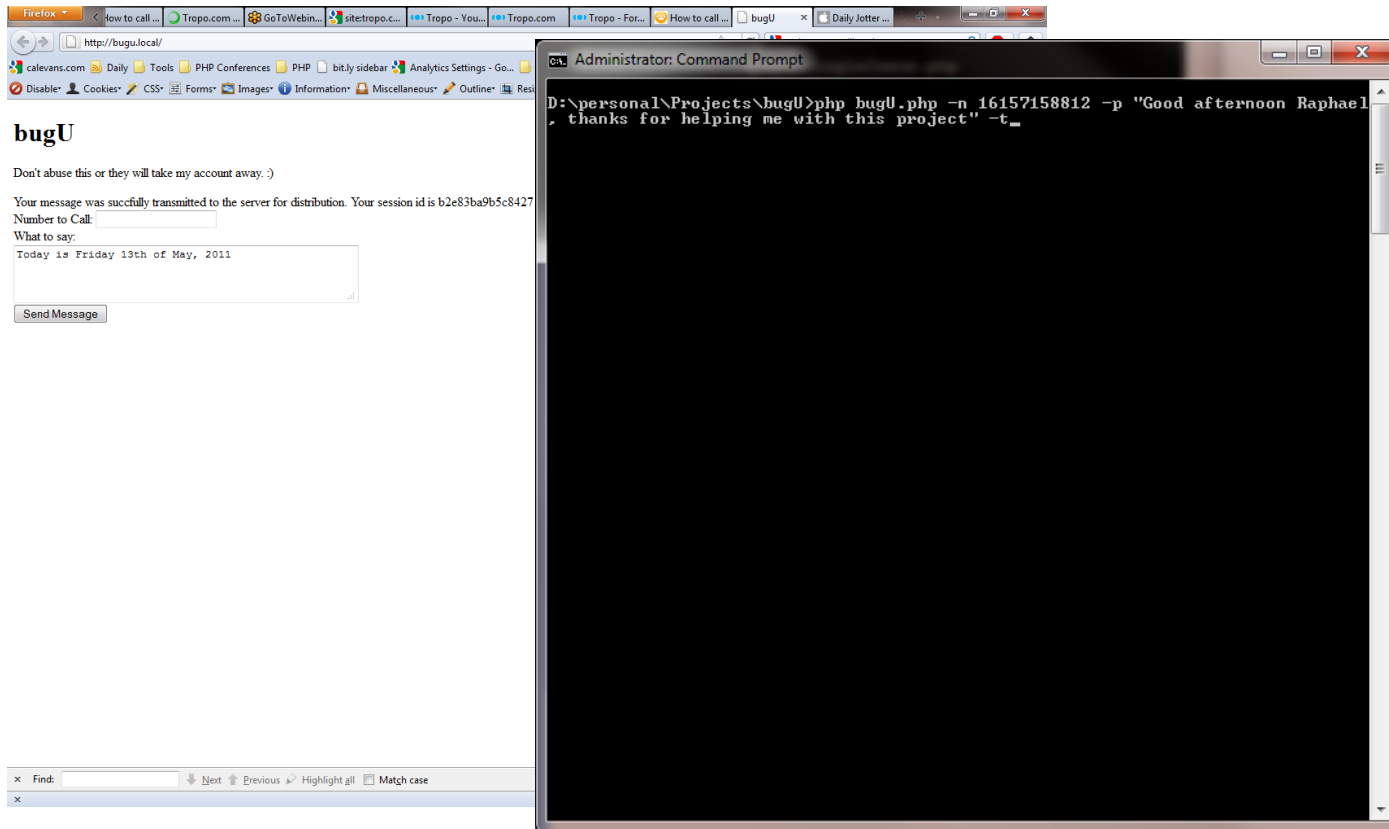 Firefox
How to call ...
Tropo.com ...
GoToWebin...
site:tropo.c...
Tropo - You...
Tropo.com
Tropo - For...
How to call ...
bugU ×
Daily Jotter ...
http://bugu.local/
calevans.com Daily Tools PHP Conferences PHP bit.ly sidebar Analytics Settings - Go...
Disable Cookies CSS Forms Images Information Miscellaneous Outline Resi
bugU
Don't abuse this or they will take my account away. :)
Your message was succfully transmitted to the server for distribution. Your session id is b2e83ba9b5c8427
Number to Call:
What to say:
Today is Friday 13th of May, 2011
Send Message
× Find: Next Previous Highlight all Match case
×
Administrator: Command Prompt
D:\personal\Projects\bugU>php bugU.php -n 16157158812 -p "Good afternoon Raphael
, thanks for helping me with this project" -t_